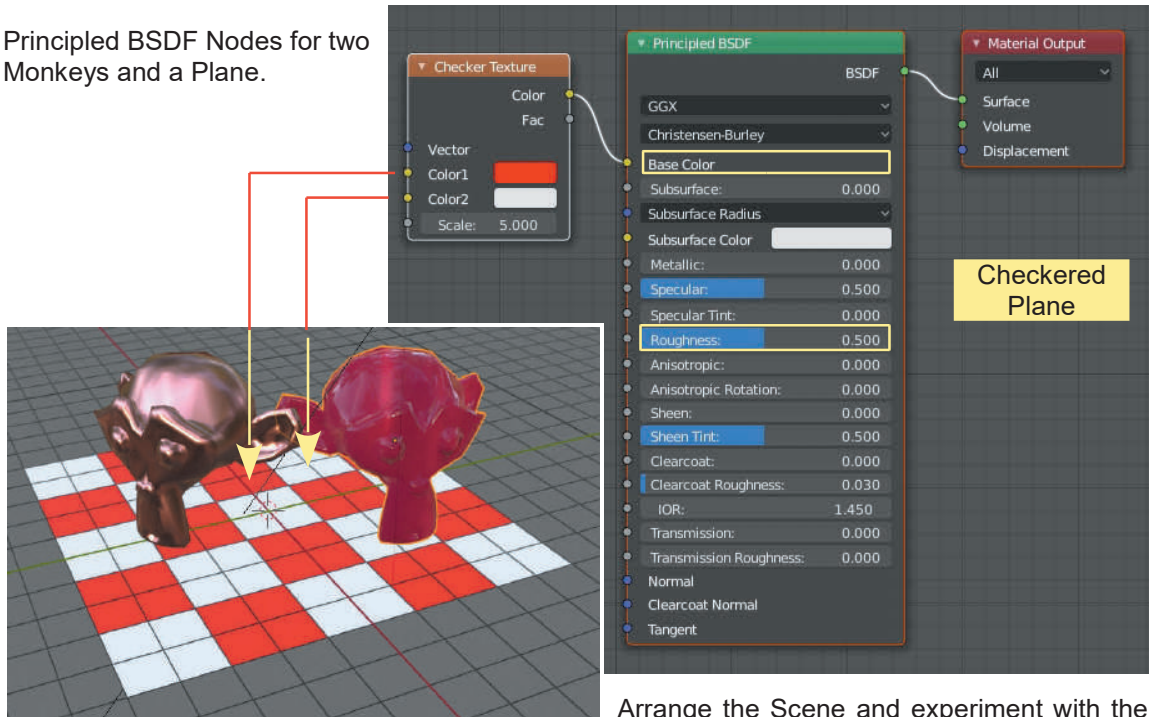 Principled BSDF Nodes for two
Monkeys and a Plane.
Checker Texture
Color
Fac
Vector
Color1
Color2
Scale: 5.000
Principled BSDF
BSDF
GGX
Christensen-Burley
Base Color
Subsurface: 0.000
Subsurface Radius
Subsurface Color
Metallic: 0.000
Specular: 0.500
Specular Tint: 0.000
Roughness: 0.500
Anisotropic: 0.000
Anisotropic Rotation: 0.000
Sheen: 0.000
Sheen Tint: 0.500
Clearcoat: 0.000
Clearcoat Roughness: 0.030
IOR: 1.450
Transmission: 0.000
Transmission Roughness: 0.000
Normal
Clearcoat Normal
Tangent
Material Output
All
Surface
Volume
Displacement
Checkered
Plane
Arrange the Scene and experiment with the